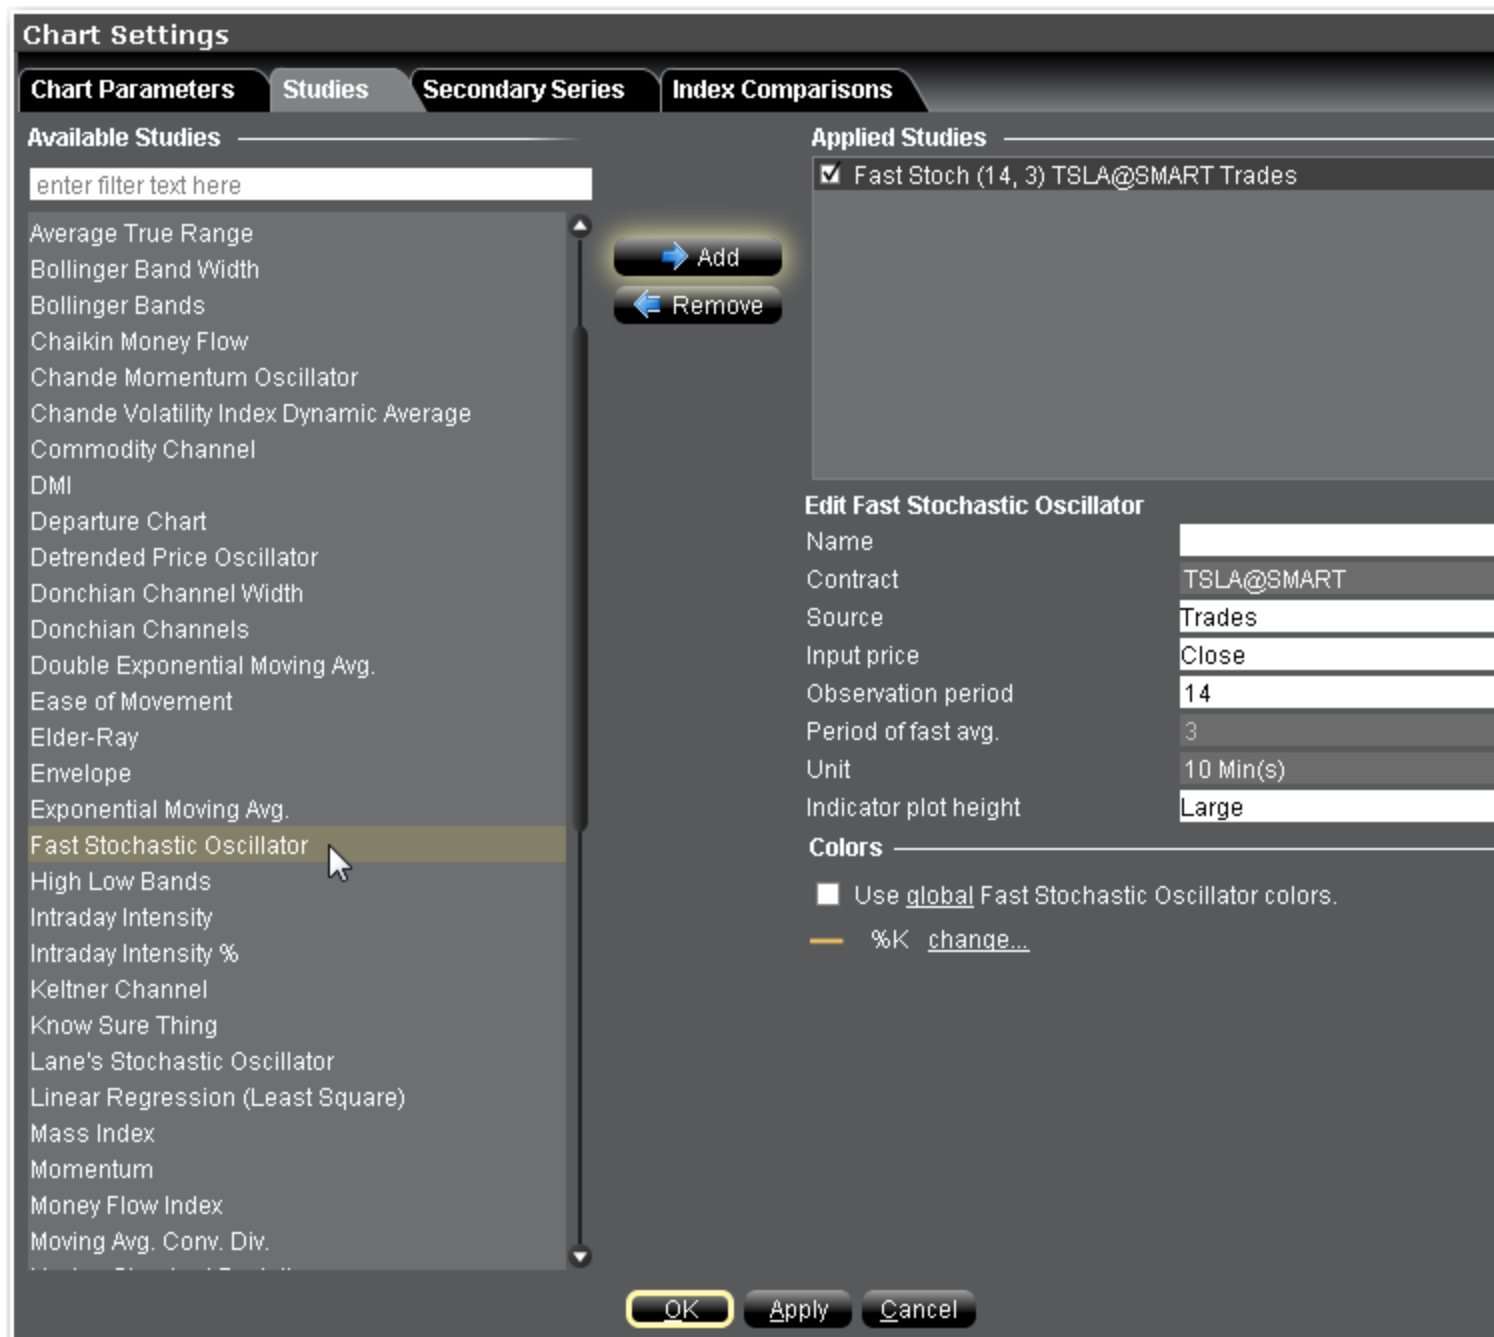 Chart Settings
Chart Parameters Studies Secondary Series Index Comparisons
Available Studies
enter filter text here
Average True Range
Bollinger Band Width
Bollinger Bands
Chaikin Money Flow
Chande Momentum Oscillator
Chande Volatility Index Dynamic Average
Commodity Channel
DMI
Departure Chart
Detrended Price Oscillator
Donchian Channel Width
Donchian Channels
Double Exponential Moving Avg.
Ease of Movement
Elder-Ray
Envelope
Exponential Moving Avg.
Fast Stochastic Oscillator
High Low Bands
Intraday Intensity
Intraday Intensity %
Keltner Channel
Know Sure Thing
Lane's Stochastic Oscillator
Linear Regression (Least Square)
Mass Index
Momentum
Money Flow Index
Moving Avg. Conv. Div.
Add
Remove
Applied Studies
Fast Stoch (14, 3) TSLA@SMART Trades
Edit Fast Stochastic Oscillator
Name
Contract TSLA@SMART
Source Trades
Input price Close
Observation period 14
Period of fast avg. 3
Unit 10 Min(s)
Indicator plot height Large
Colors
Use global Fast Stochastic Oscillator colors.
%K change...
OK Apply Cancel